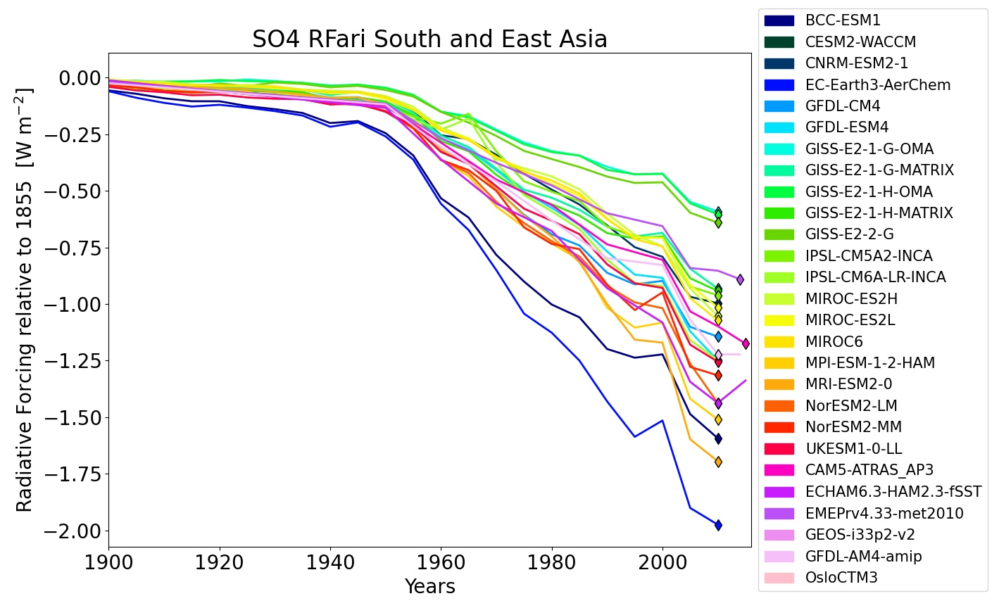 SO4 RFari South and East Asia
Radiative Forcing relative to 1855 [W m−2]
0.00
−0.25
−0.50
−0.75
−1.00
−1.25
−1.50
−1.75
−2.00
1900 1920 1940 1960 1980 2000
Years
BCC-ESM1
CESM2-WACCM
CNRM-ESM2-1
EC-Earth3-AerChem
GFDL-CM4
GFDL-ESM4
GISS-E2-1-G-OMA
GISS-E2-1-G-MATRIX
GISS-E2-1-H-OMA
GISS-E2-1-H-MATRIX
GISS-E2-2-G
IPSL-CM5A2-INCA
IPSL-CM6A-LR-INCA
MIROC-ES2H
MIROC-ES2L
MIROC6
MPI-ESM-1-2-HAM
MRI-ESM2-0
NorESM2-LM
NorESM2-MM
UKESM1-0-LL
CAM5-ATRAS_AP3
ECHAM6.3-HAM2.3-fSST
EMEPrv4.33-met2010
GEOS-i33p2-v2
GFDL-AM4-amip
OsloCTM3